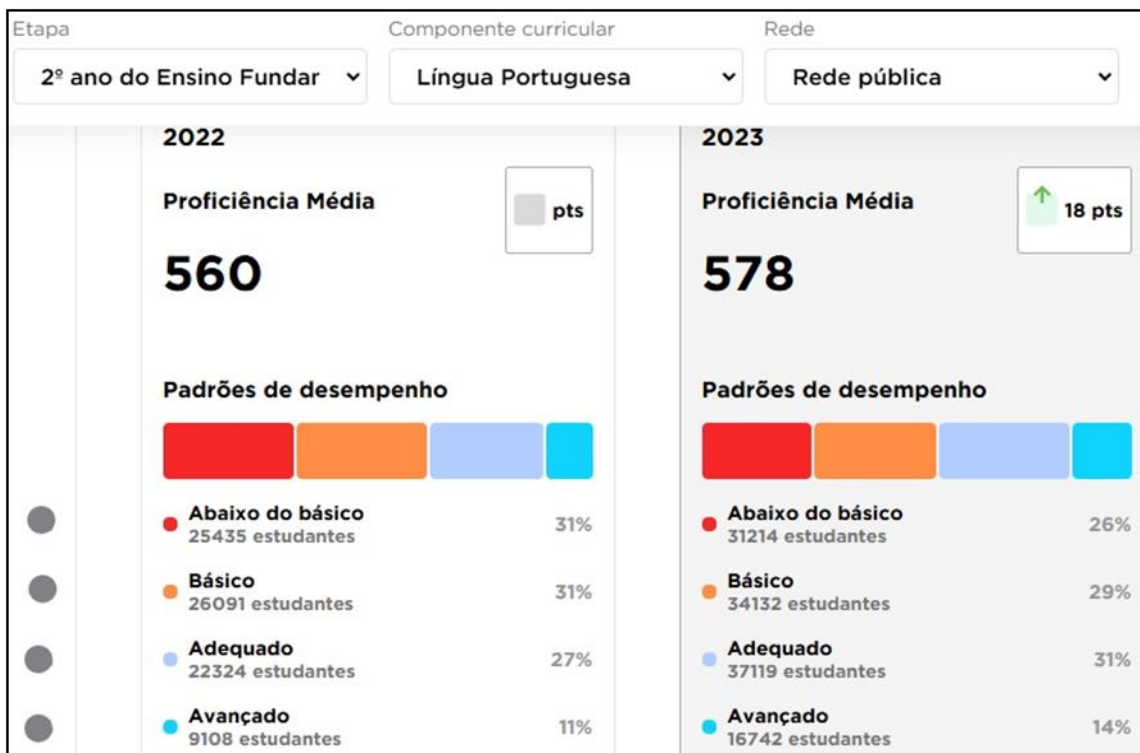 Etapa
Componente curricular
Rede
2º ano do Ensino Fundar
Língua Portuguesa
Rede pública
2022
Proficiência Média
pts
560
Padrões de desempenho
Abaixo do básico
25435 estudantes
31%
Básico
26091 estudantes
31%
Adequado
22324 estudantes
27%
Avançado
9108 estudantes
11%
2023
Proficiência Média
18 pts
578
Padrões de desempenho
Abaixo do básico
31214 estudantes
26%
Básico
34132 estudantes
29%
Adequado
37119 estudantes
31%
Avançado
16742 estudantes
14%